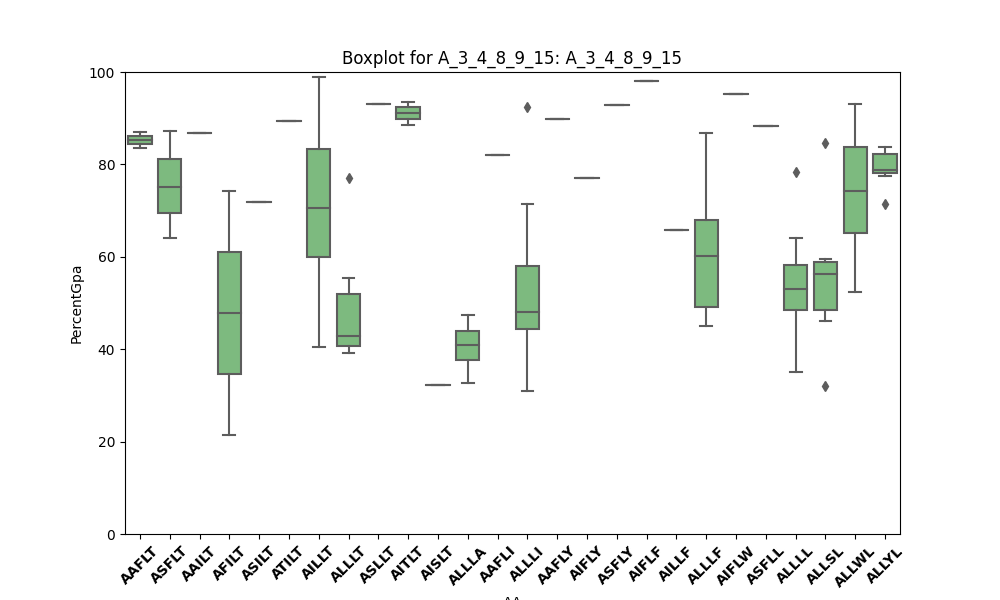 Boxplot for A_3_4_8_9_15: A_3_4_8_9_15
100
80
60
40
20
0
PercentGpa
AAFLT
ASFLT
AAILT
AFILT
ASILT
ATILT
AILLT
ALLLT
ASLLT
AITLT
AISLT
ALLLA
AAFLI
ALLLI
AAFLY
AIFLY
ASFLY
AIFLF
AILLF
ALLLF
AIFLW
ASFLL
ALLLL
ALLSL
ALLWL
ALLYL